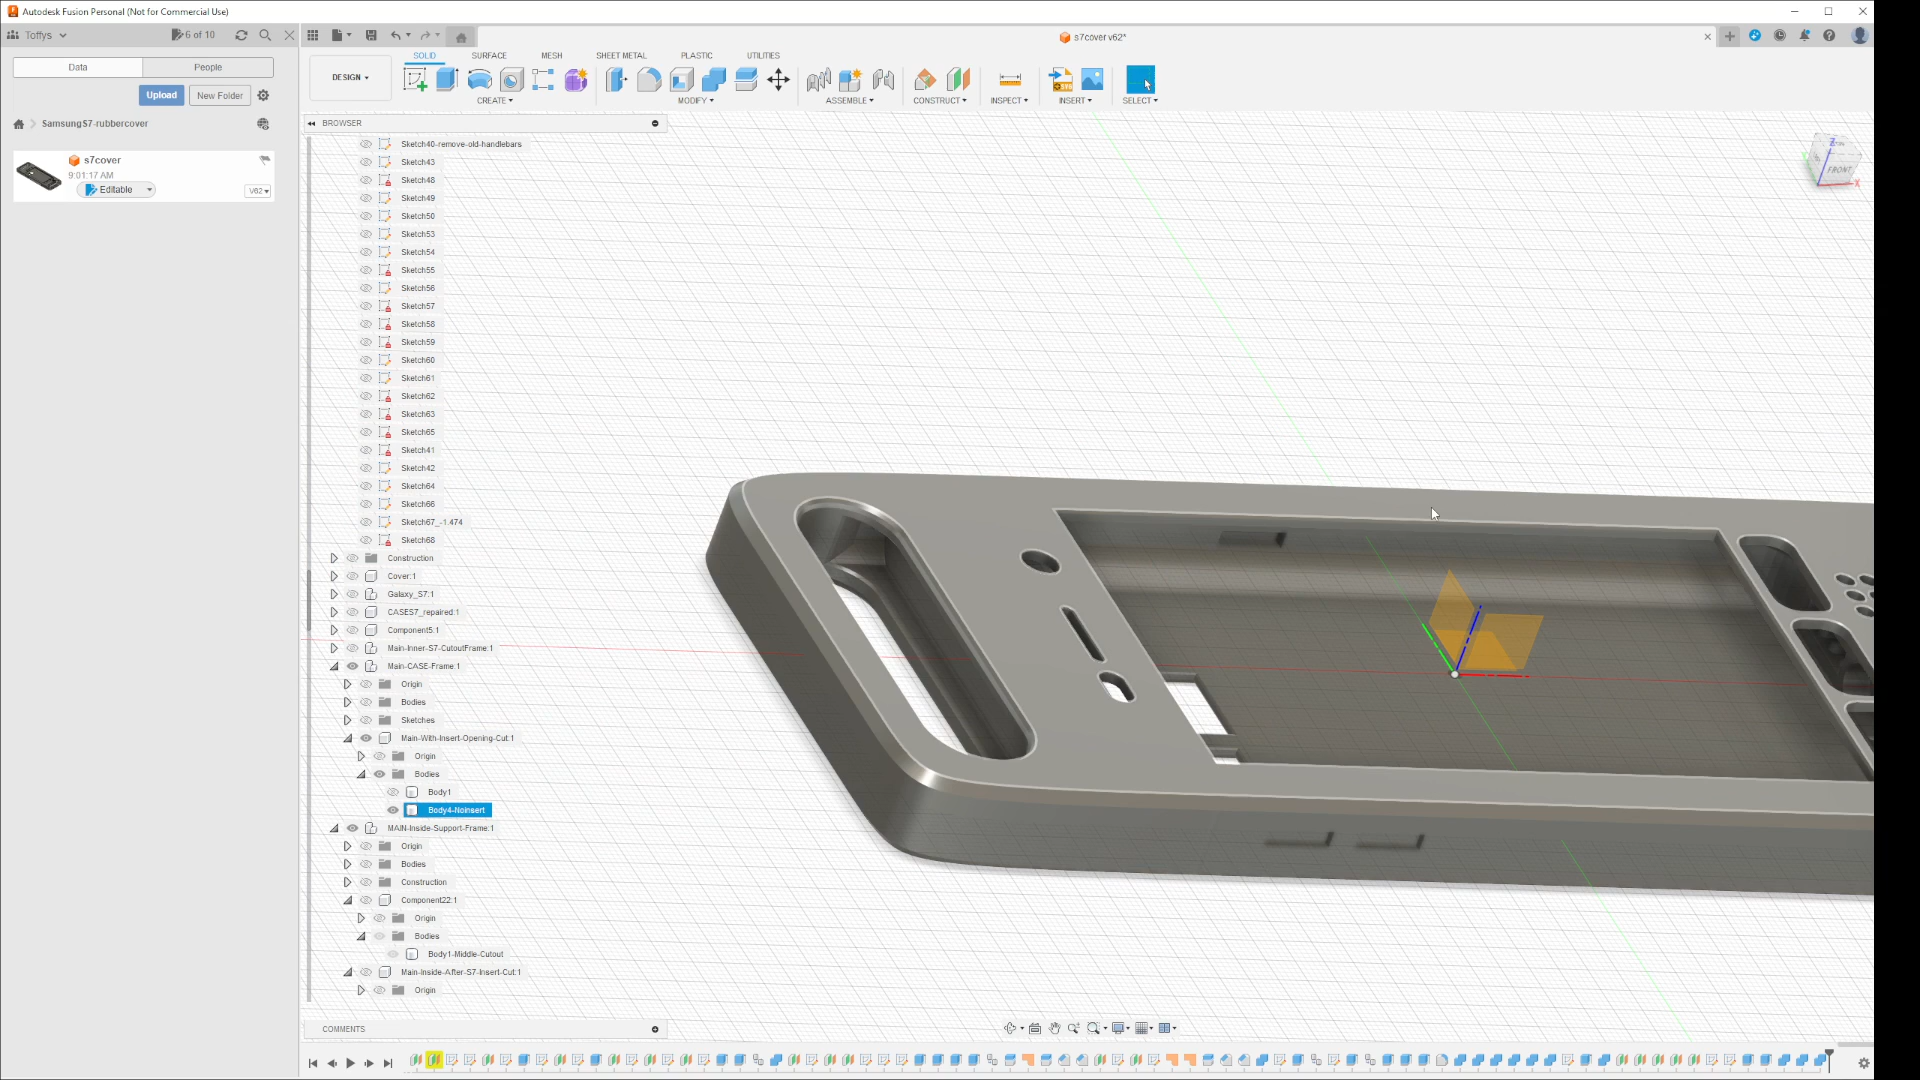 Autodesk Fusion Personal (Not for Commercial Use)
Toffys
6 of 10
s7cover v62*
Data
People
Upload
New Folder
SamsungS7-rubbercover
s7cover
9:01:17 AM
Editable
V62
DESIGN
SOLID
SURFACE
MESH
SHEET METAL
PLASTIC
UTILITIES
CREATE
MODIFY
ASSEMBLE
CONSTRUCT
INSPECT
INSERT
SELECT
BROWSER
Sketch40-remove-old-handlebars
Sketch43
Sketch48
Sketch49
Sketch50
Sketch53
Sketch54
Sketch55
Sketch56
Sketch57
Sketch58
Sketch59
Sketch60
Sketch61
Sketch62
Sketch63
Sketch65
Sketch41
Sketch42
Sketch64
Sketch66
Sketch67_-1.474
Sketch68
Construction
Cover:1
Galaxy_S7:1
CASES7_repaired:1
Component5:1
Main-Inner-S7-CutoutFrame:1
Main-CASE-Frame:1
Origin
Bodies
Sketches
Main-With-Insert-Opening-Cut:1
Origin
Bodies
Body1
Body4-NoInsert
MAIN-Inside-Support-Frame:1
Origin
Bodies
Construction
Component22:1
Origin
Bodies
Body1-Middle-Cutout
Main-Inside-After-S7-Insert-Cut:1
Origin
COMMENTS
FRONT
Z
X